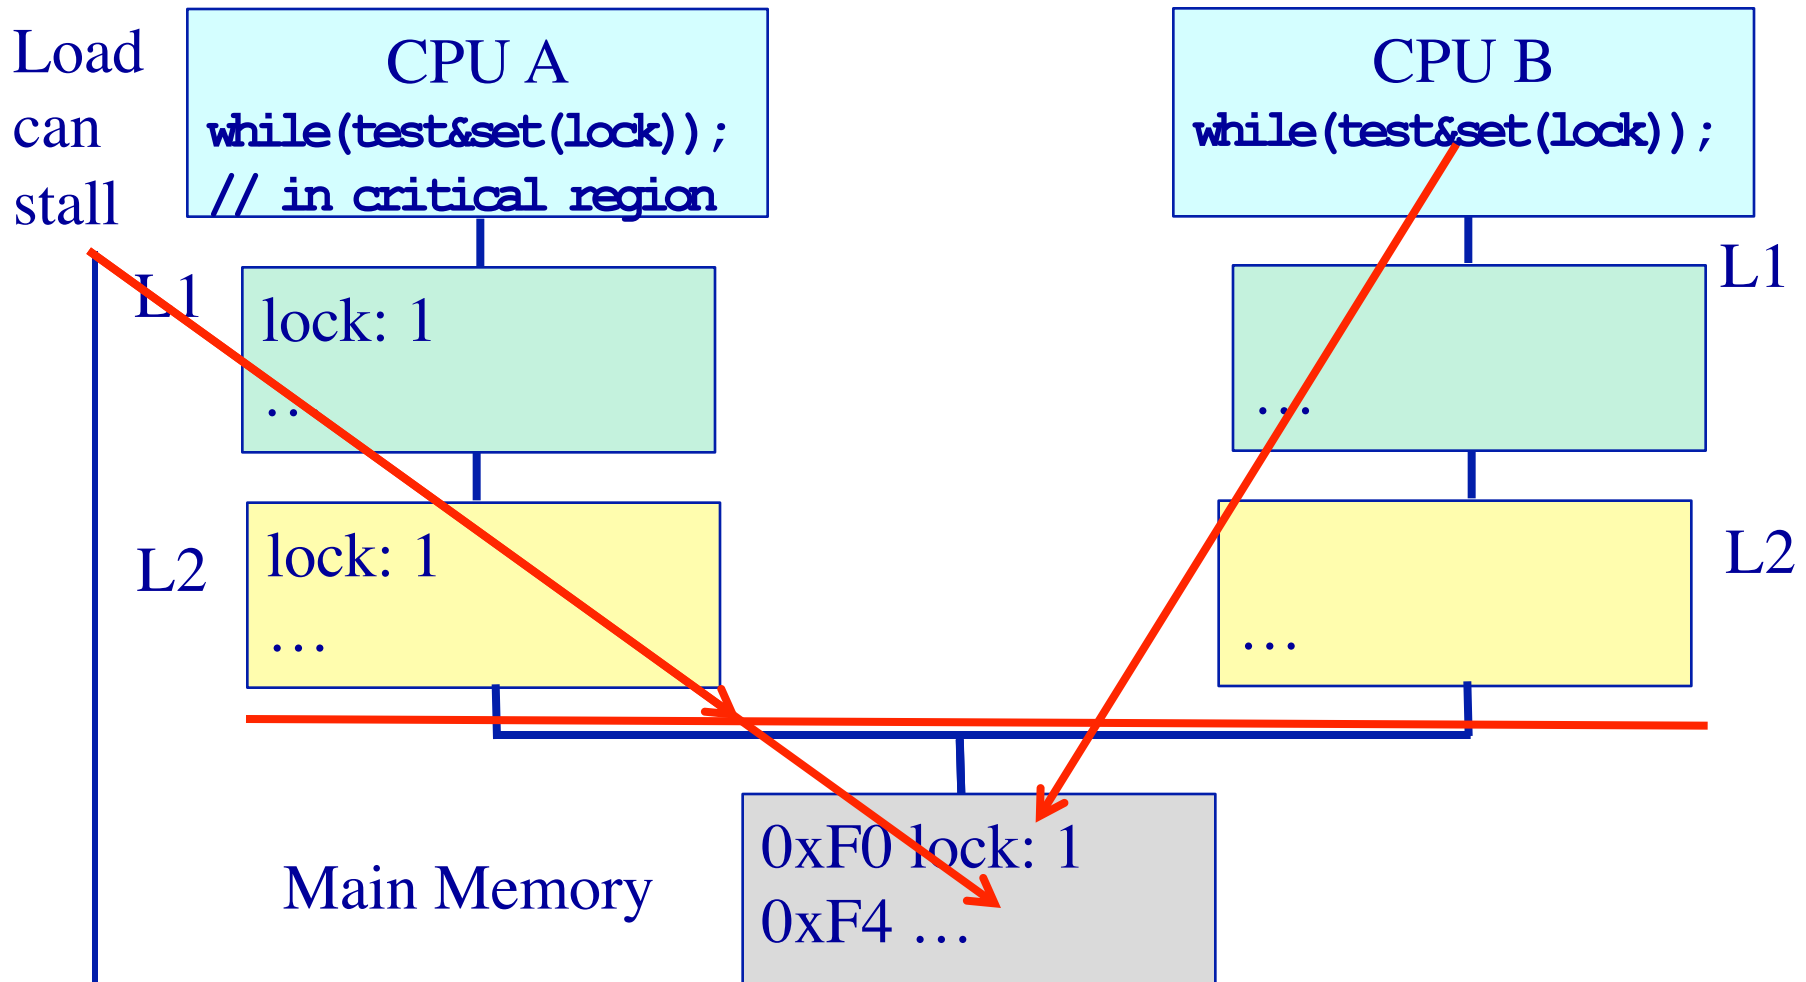 Load
can
stall
CPU A
while(test&set(lock));
// in critical region
CPU B
while(test&set(lock));
L1
lock: 1
…
L1
…
L2
lock: 1
…
L2
…
Main Memory
0xF0 lock: 1
0xF4 …